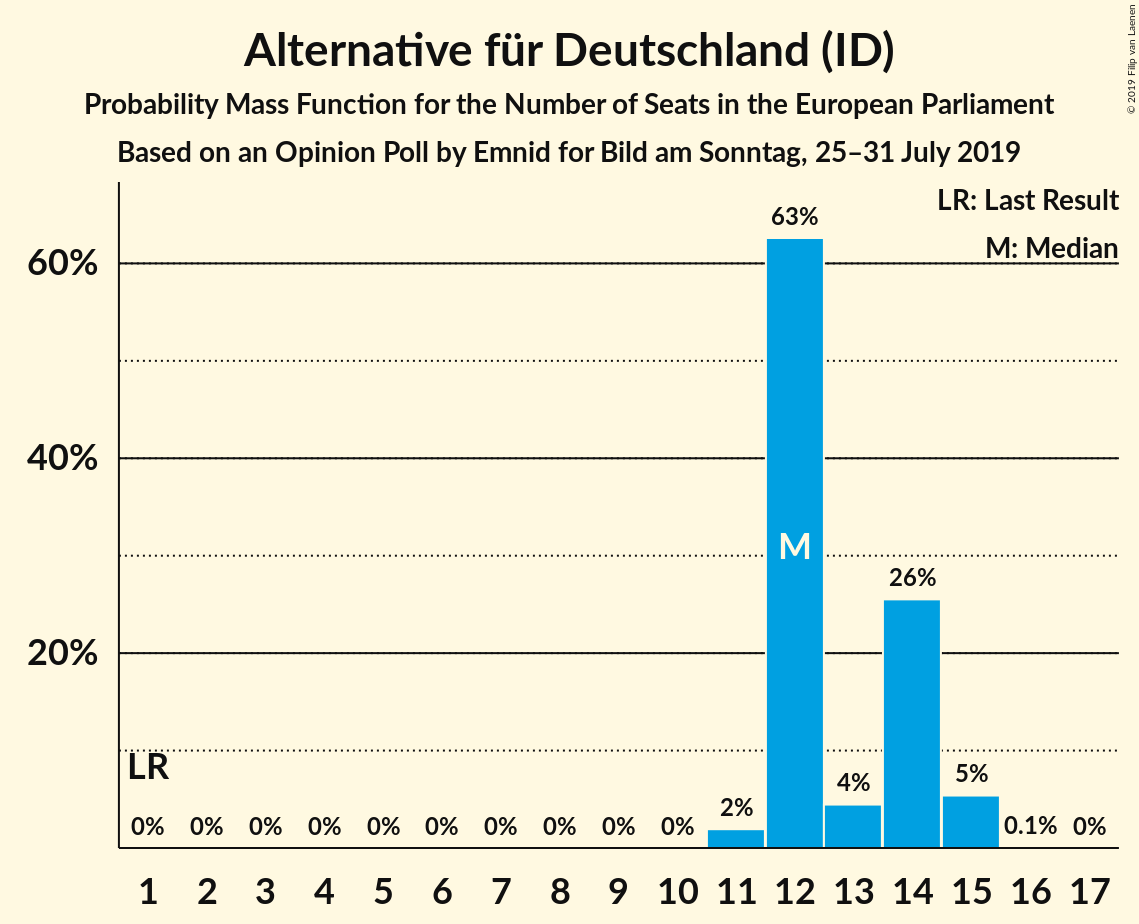 Alternative für Deutschland (ID)
Probability Mass Function for the Number of Seats in the European Parliament
Based on an Opinion Poll by Emnid for Bild am Sonntag, 25–31 July 2019
© 2019 Filip van Laenen
LR: Last Result
M: Median
60%
40%
20%
LR
M
0% 0% 0% 0% 0% 0% 0% 0% 0% 0% 2% 63% 4% 26% 5% 0.1% 0%
1 2 3 4 5 6 7 8 9 10 11 12 13 14 15 16 17